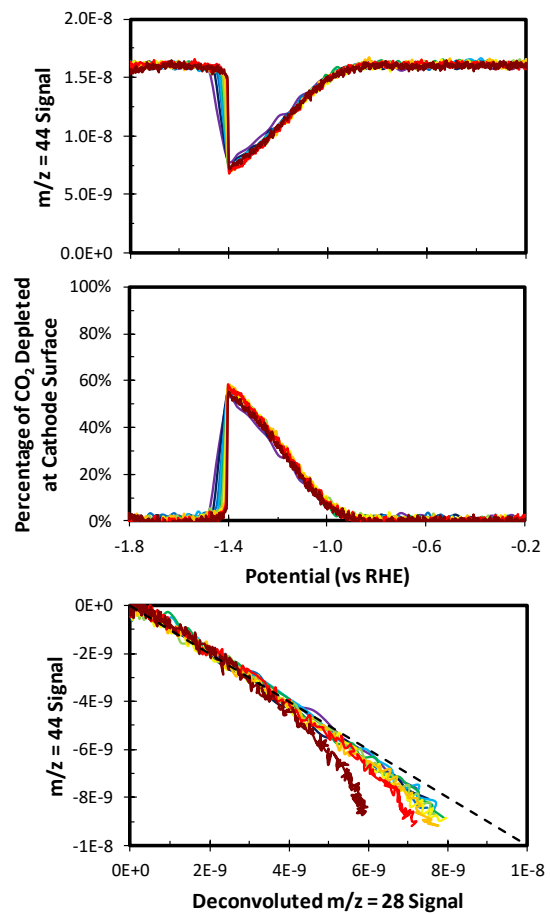 2.0E-8
1.5E-8
1.0E-8
5.0E-9
0.0E+0
m/z = 44 Signal
100%
80%
60%
40%
20%
0%
Percentage of CO₂ Depleted
at Cathode Surface
-1.8
-1.4
-1.0
-0.6
-0.2
Potential (vs RHE)
0E+0
-2E-9
-4E-9
-6E-9
-8E-9
-1E-8
m/z = 44 Signal
0E+0
2E-9
4E-9
6E-9
8E-9
1E-8
Deconvoluted m/z = 28 Signal